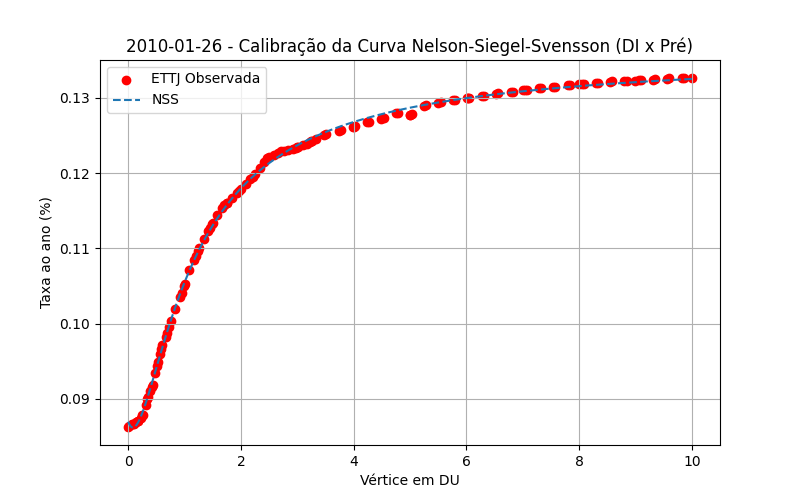 2010-01-26 - Calibração da Curva Nelson-Siegel-Svensson (DI x Pré)
ETTJ Observada
NSS
Taxa ao ano (%)
0.13
0.12
0.11
0.10
0.09
0 2 4 6 8 10
Vértice em DU